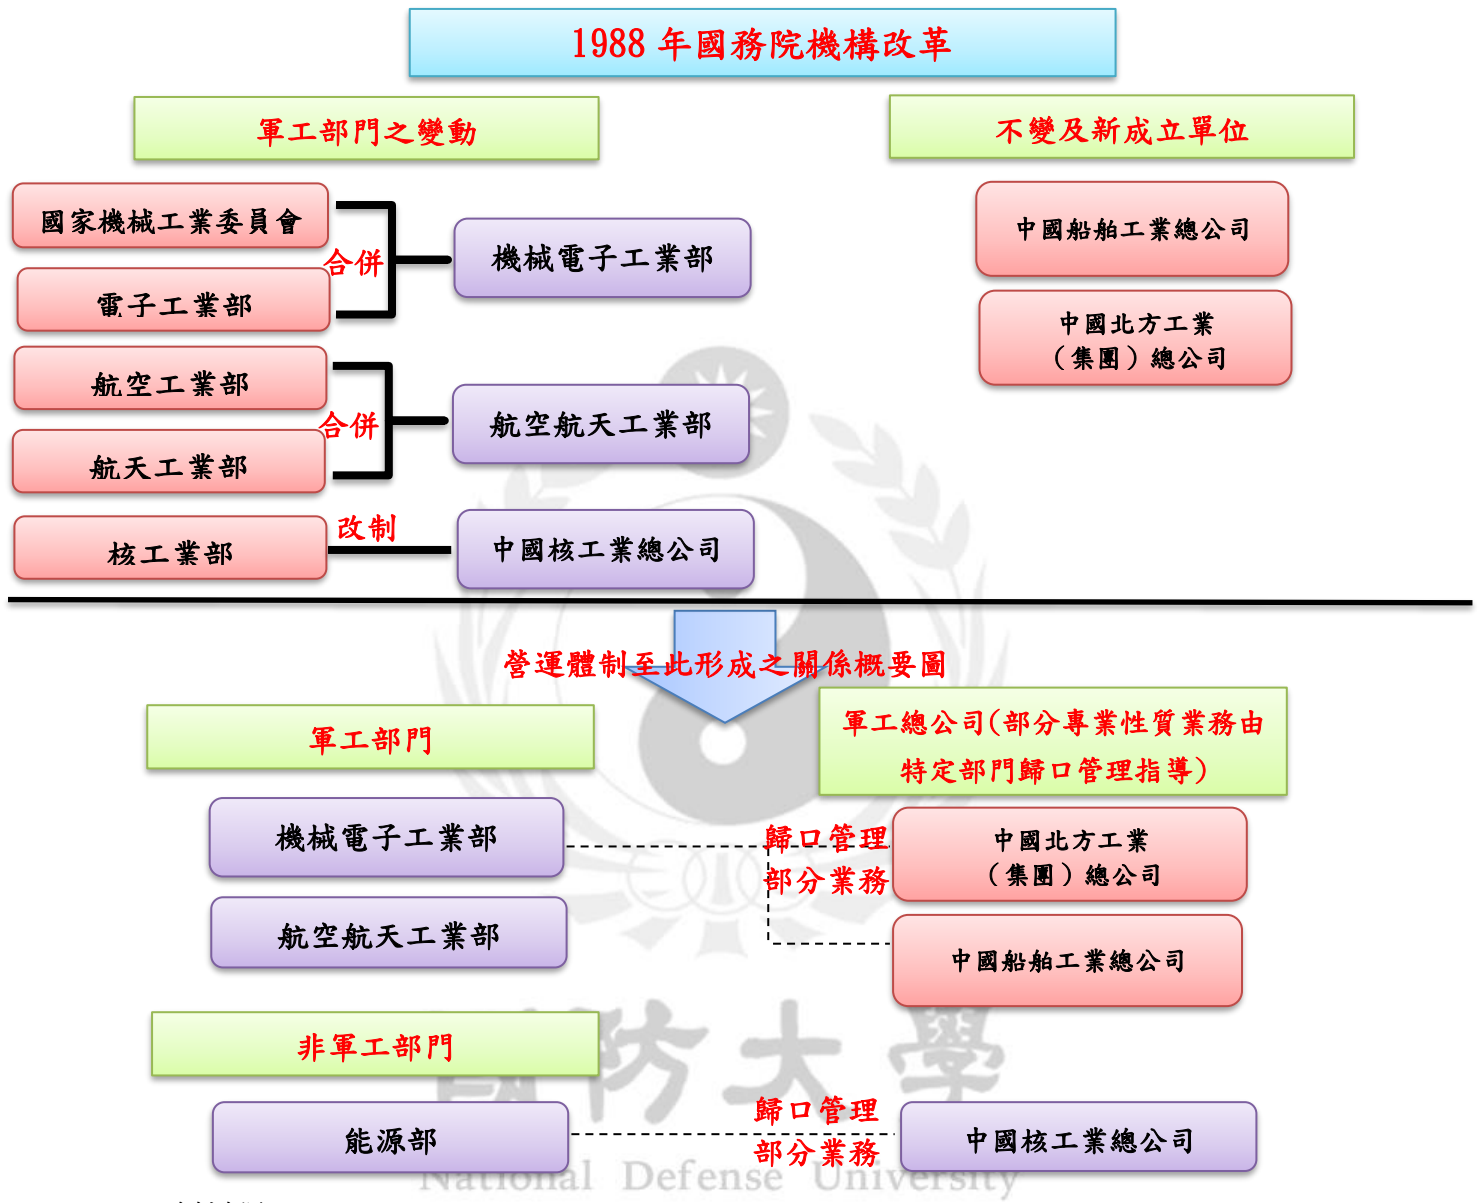 1988 年國務院機構改革
軍工部門之變動
不變及新成立單位
國家機械工業委員會
合併
電子工業部
機械電子工業部
航空工業部
合併
航天工業部
航空航天工業部
核工業部
改制
中國核工業總公司
中國船舶工業總公司
中國北方工業
（集團）總公司
營運體制至此形成之關係概要圖
軍工部門
軍工總公司(部分專業性質業務由
特定部門歸口管理指導)
機械電子工業部
歸口管理
部分業務
中國北方工業
（集團）總公司
航空航天工業部
中國船舶工業總公司
非軍工部門
能源部
歸口管理
部分業務
中國核工業總公司
國防大學
National Defense University